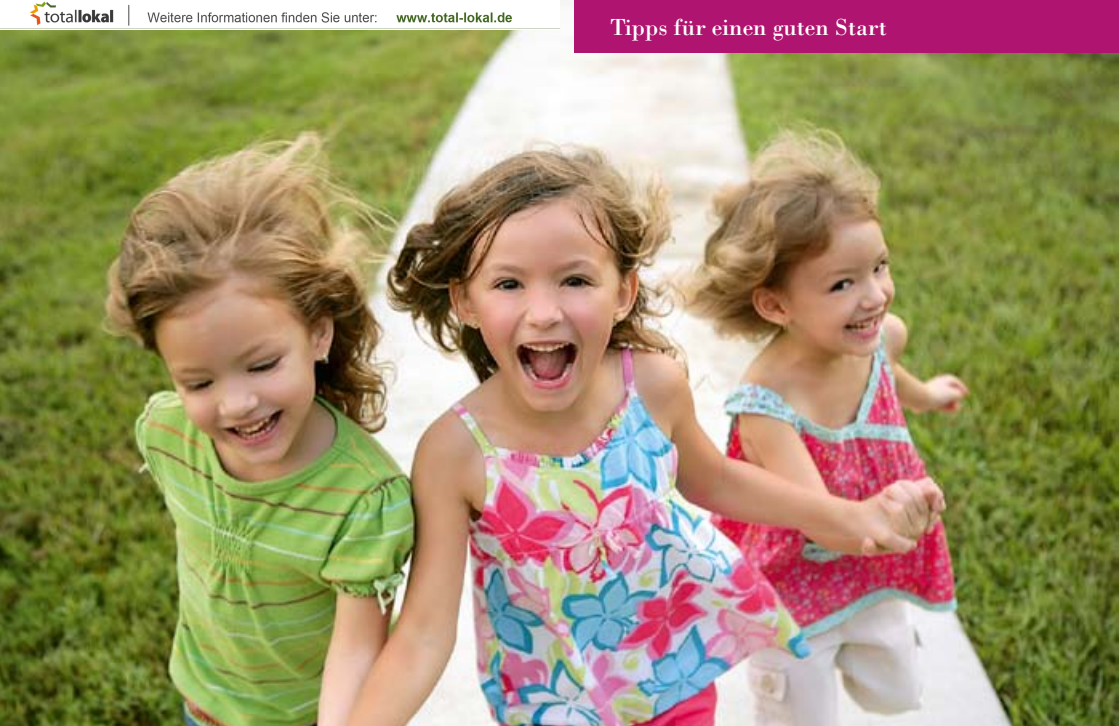 totallokal Weitere Informationen finden Sie unter: www.total-lokal.de
Tipps für einen guten Start